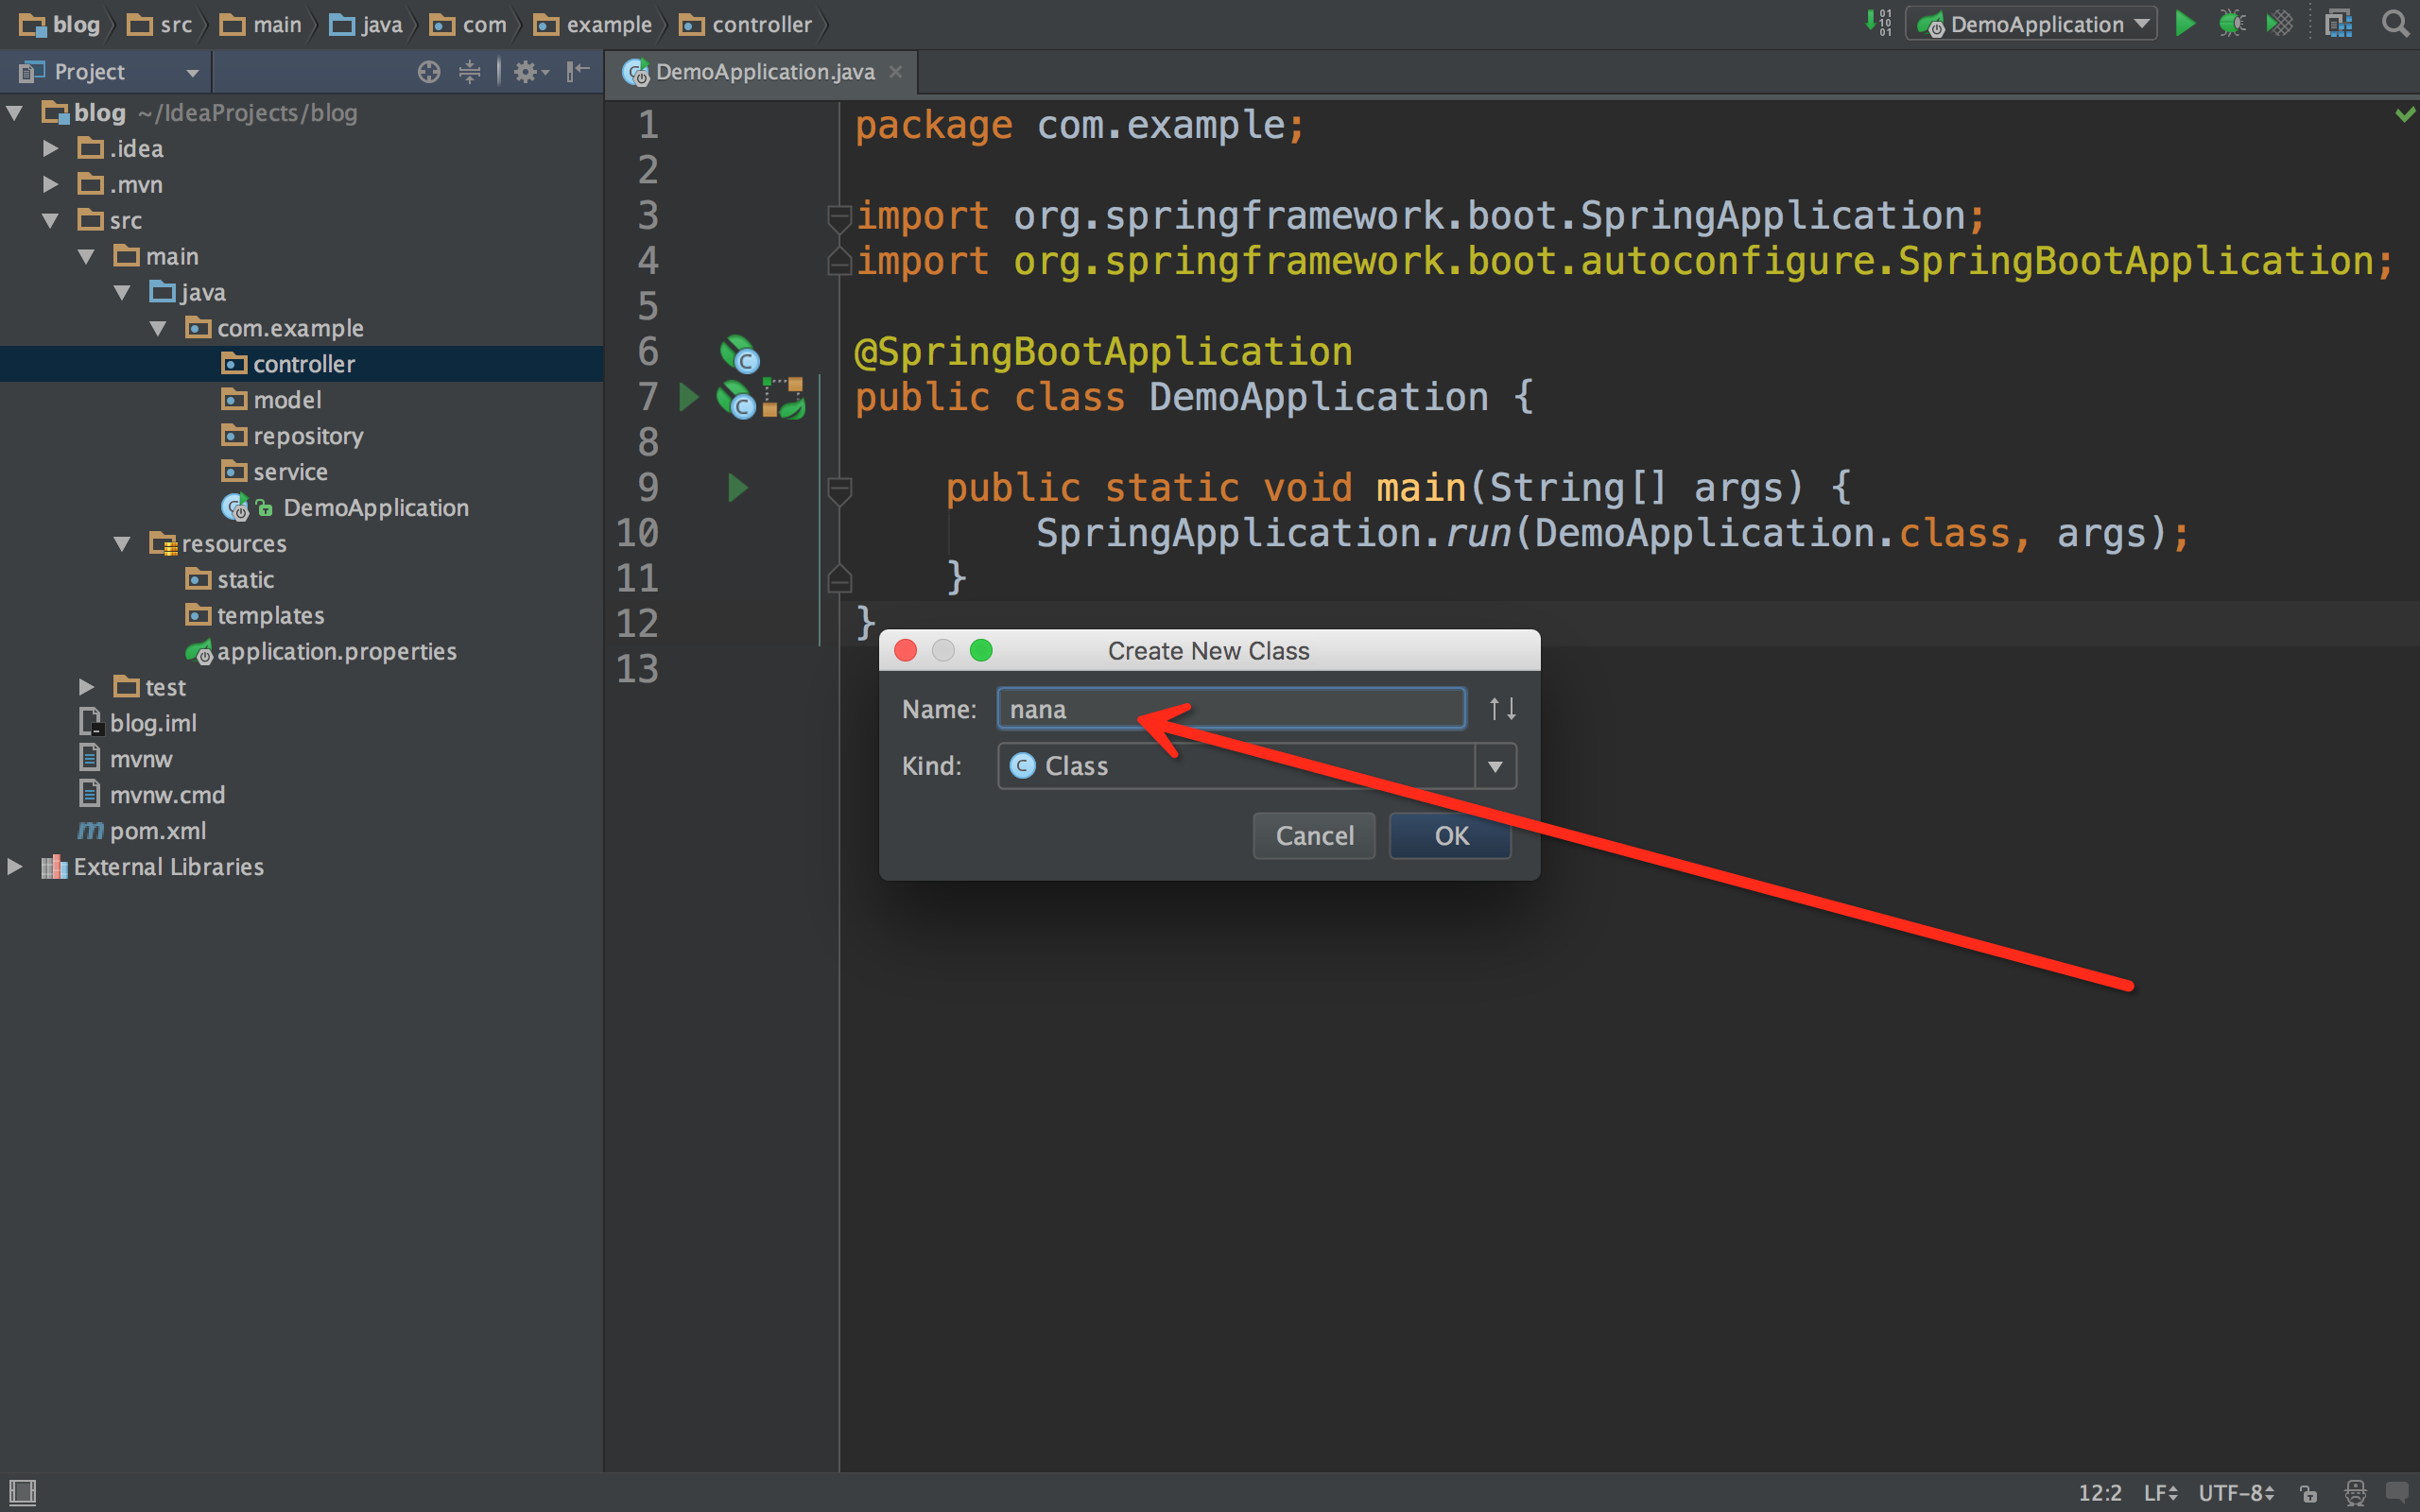 blog src main java com example controller
01
10
01
DemoApplication
Project
DemoApplication.java
blog ~/IdeaProjects/blog
.idea
.mvn
src
main
java
com.example
controller
model
repository
service
DemoApplication
resources
static
templates
application.properties
test
blog.iml
mvnw
mvnw.cmd
pom.xml
External Libraries
1 package com.example;
2
3 import org.springframework.boot.SpringApplication;
4 import org.springframework.boot.autoconfigure.SpringBootApplication;
5
6 @SpringBootApplication
7 public class DemoApplication {
8
9 public static void main(String[] args) {
10 SpringApplication.run(DemoApplication.class, args);
11 }
12 }
13
Create New Class
Name: nana
Kind: C Class
Cancel OK
12:2 LF UTF-8